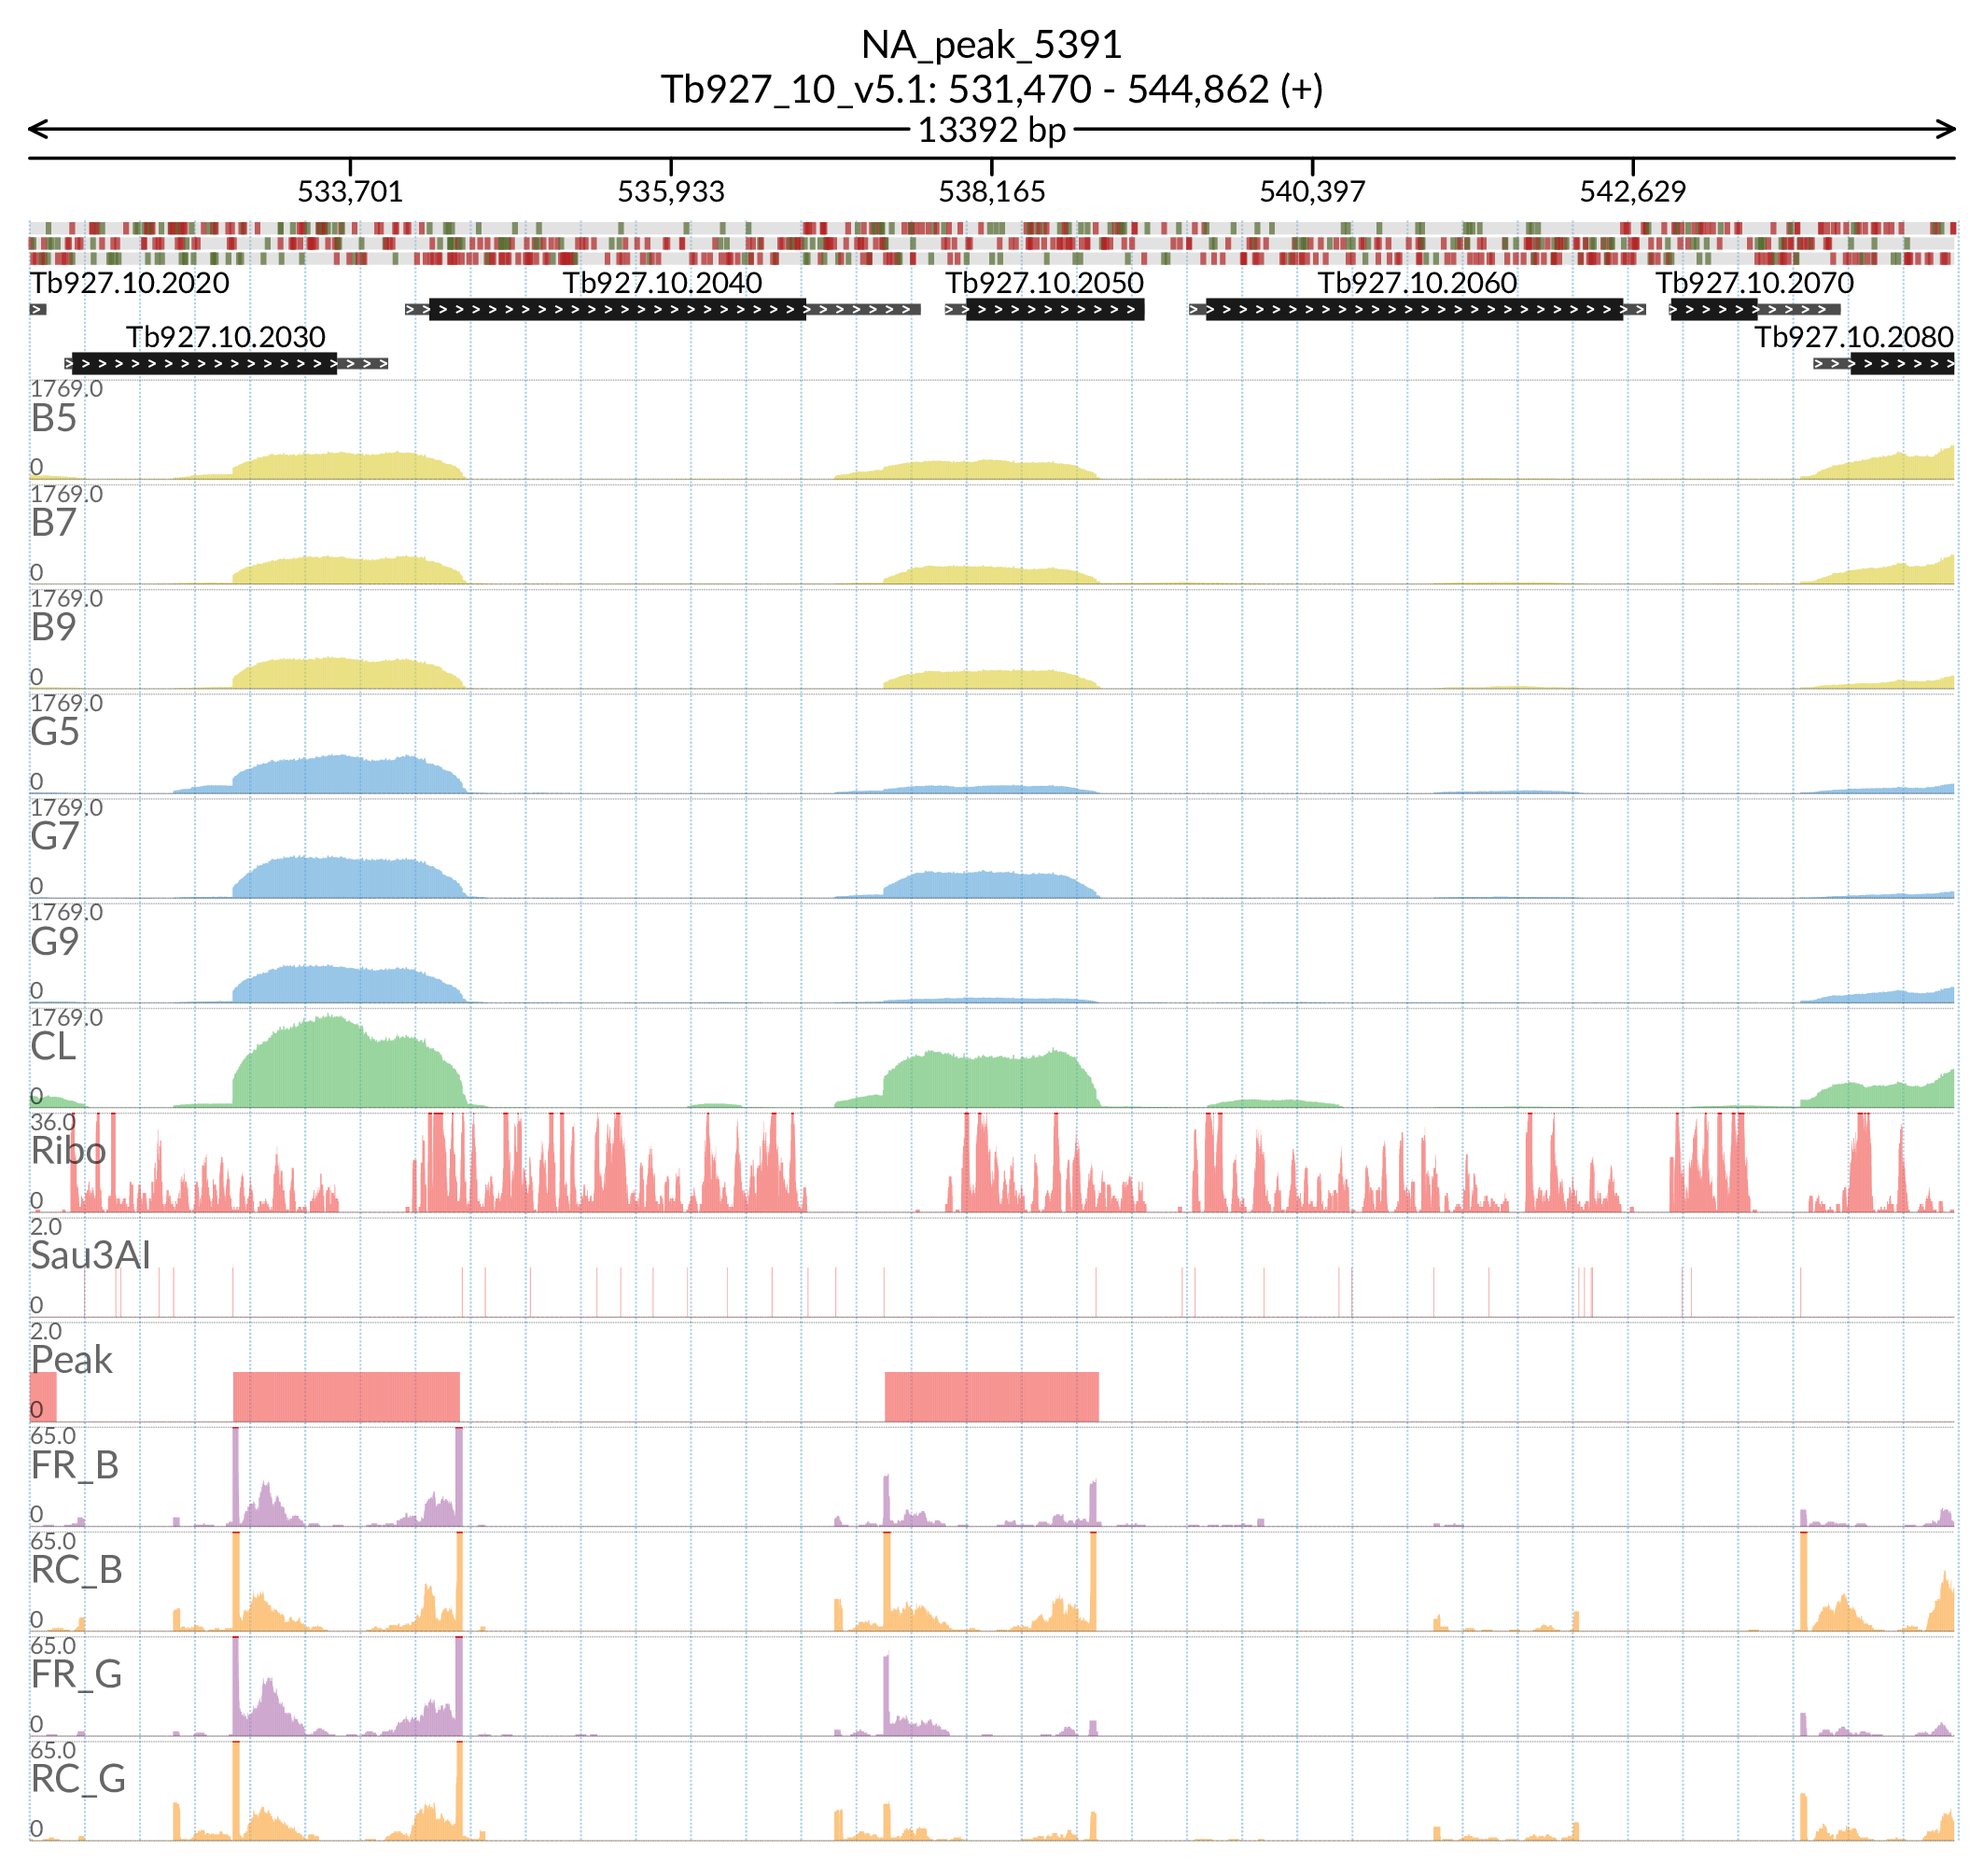 NA_peak_5391
Tb927_10_v5.1: 531,470 - 544,862 (+)
13392 bp
533,701 535,933 538,165 540,397 542,629
Tb927.10.2020 Tb927.10.2040 Tb927.10.2050 Tb927.10.2060 Tb927.10.2070
Tb927.10.2030 Tb927.10.2080
1769.0
B5
0
1769.0
B7
0
1769.0
B9
0
1769.0
G5
0
1769.0
G7
0
1769.0
G9
0
1769.0
CL
0
36.0
Ribo
0
2.0
Sau3AI
0
2.0
Peak
0
65.0
FR_B
0
65.0
RC_B
0
65.0
FR_G
0
65.0
RC_G
0